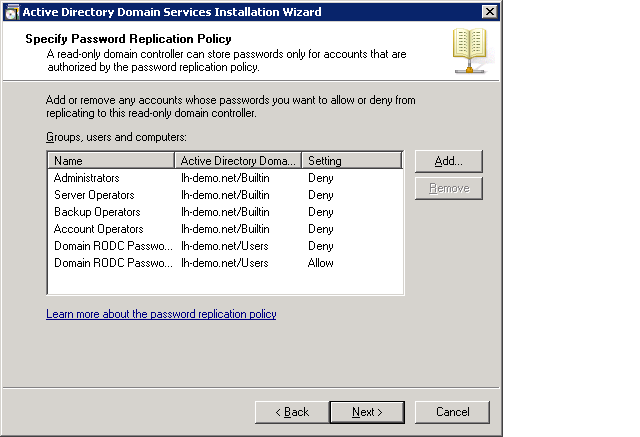 Active Directory Domain Services Installation Wizard
Specify Password Replication Policy
A read-only domain controller can store passwords only for accounts that are
authorized by the password replication policy.
Add or remove any accounts whose passwords you want to allow or deny from
replicating to this read-only domain controller.
Groups, users and computers:
Name Active Directory Doma... Setting
Administrators lh-demo.net/Builtin Deny
Server Operators lh-demo.net/Builtin Deny
Backup Operators lh-demo.net/Builtin Deny
Account Operators lh-demo.net/Builtin Deny
Domain RODC Passwo... lh-demo.net/Users Deny
Domain RODC Passwo... lh-demo.net/Users Allow
Add...
Remove
Learn more about the password replication policy
< Back Next > Cancel